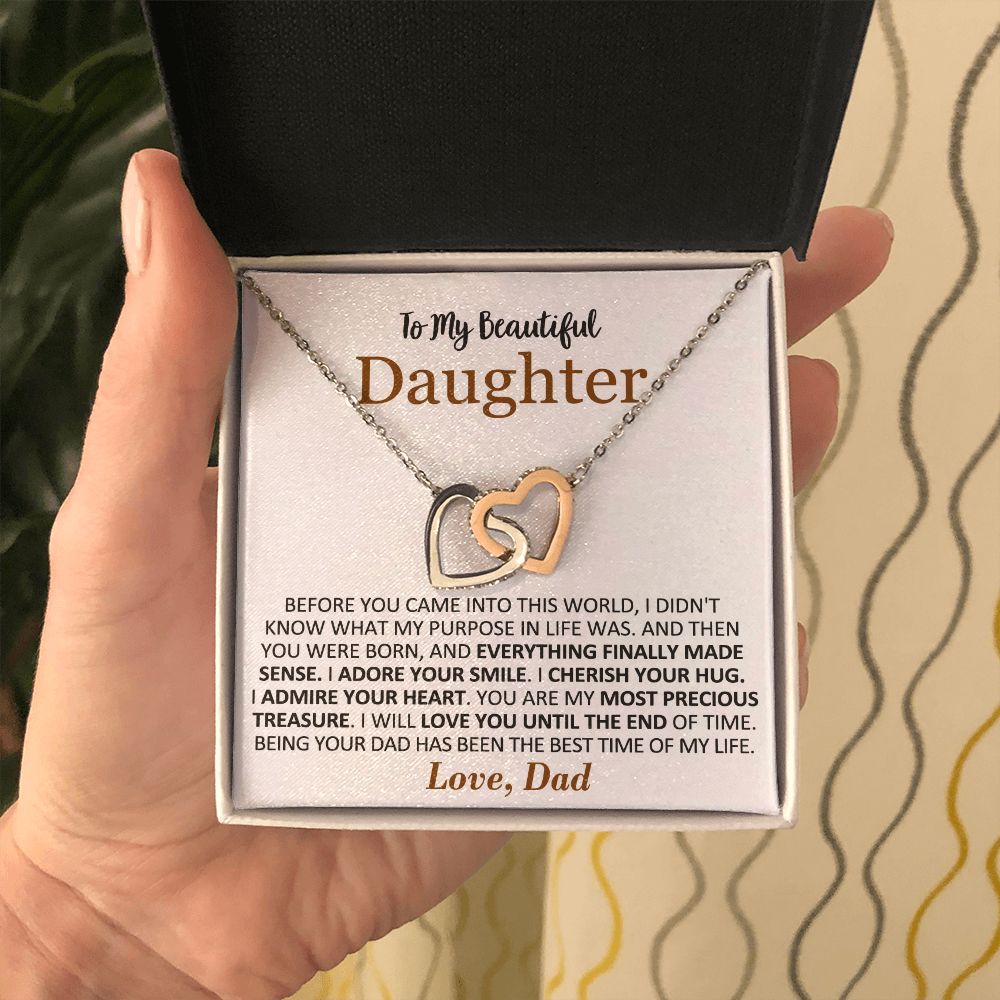 To My Beautiful
Daughter
BEFORE YOU CAME INTO THIS WORLD, I DIDN'T
KNOW WHAT MY PURPOSE IN LIFE WAS. AND THEN
YOU WERE BORN, AND EVERYTHING FINALLY MADE
SENSE. I ADORE YOUR SMILE. I CHERISH YOUR HUG.
I ADMIRE YOUR HEART. YOU ARE MY MOST PRECIOUS
TREASURE. I WILL LOVE YOU UNTIL THE END OF TIME.
BEING YOUR DAD HAS BEEN THE BEST TIME OF MY LIFE.
Love, Dad